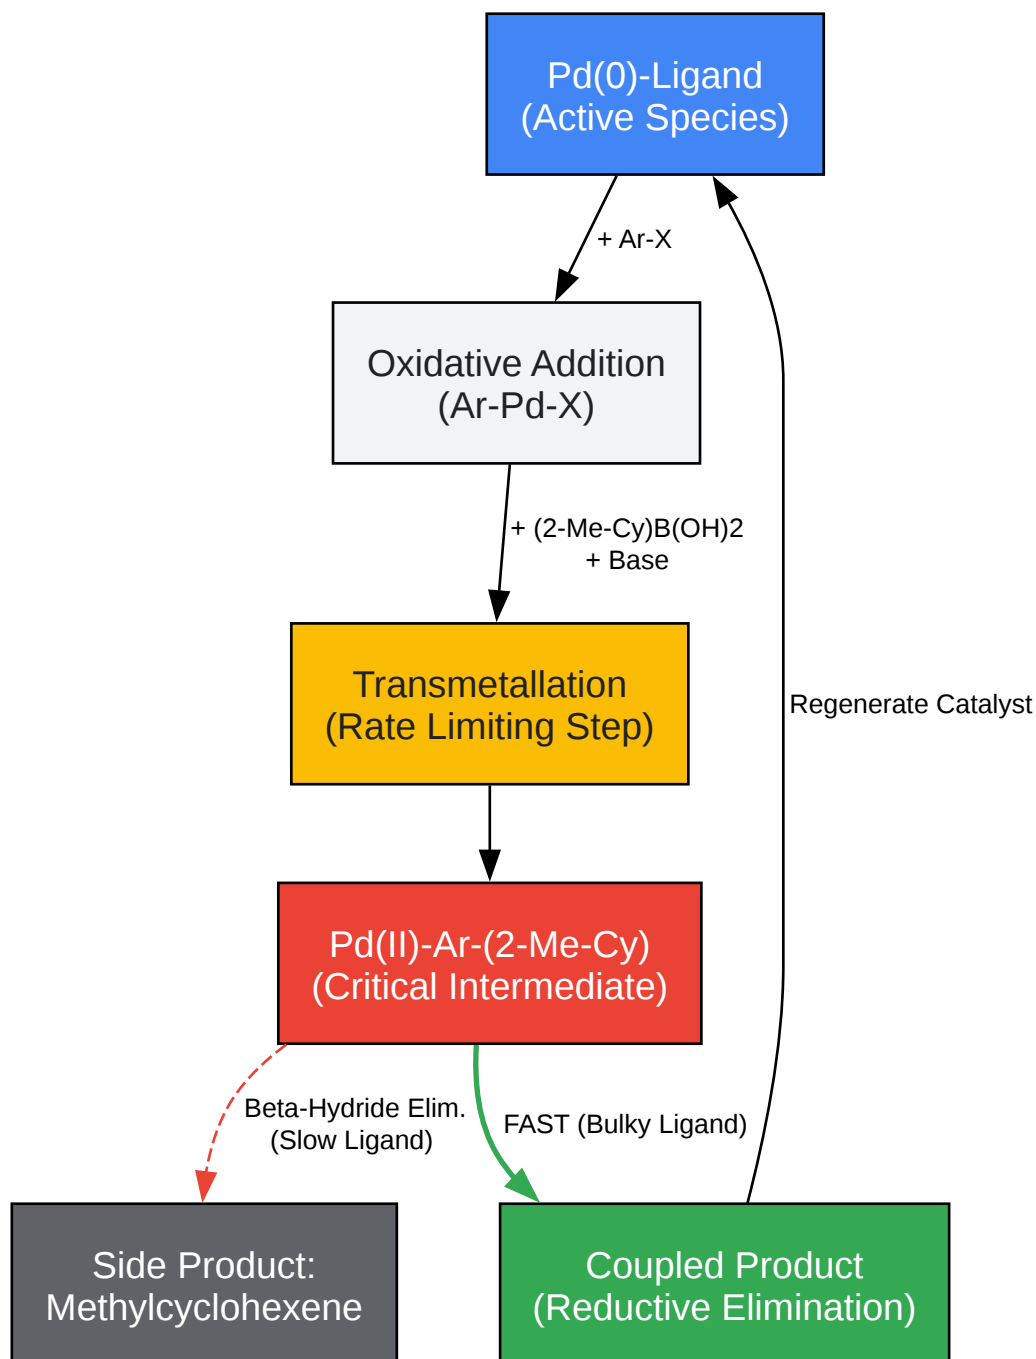 Pd(0)-Ligand
(Active Species)
+ Ar-X
Oxidative Addition
(Ar-Pd-X)
+ (2-Me-Cy)B(OH)2
+ Base
Transmetallation
(Rate Limiting Step)
Regenerate Catalyst
Pd(II)-Ar-(2-Me-Cy)
(Critical Intermediate)
Beta-Hydride Elim.
(Slow Ligand)
FAST (Bulky Ligand)
Side Product:
Methylcyclohexene
Coupled Product
(Reductive Elimination)